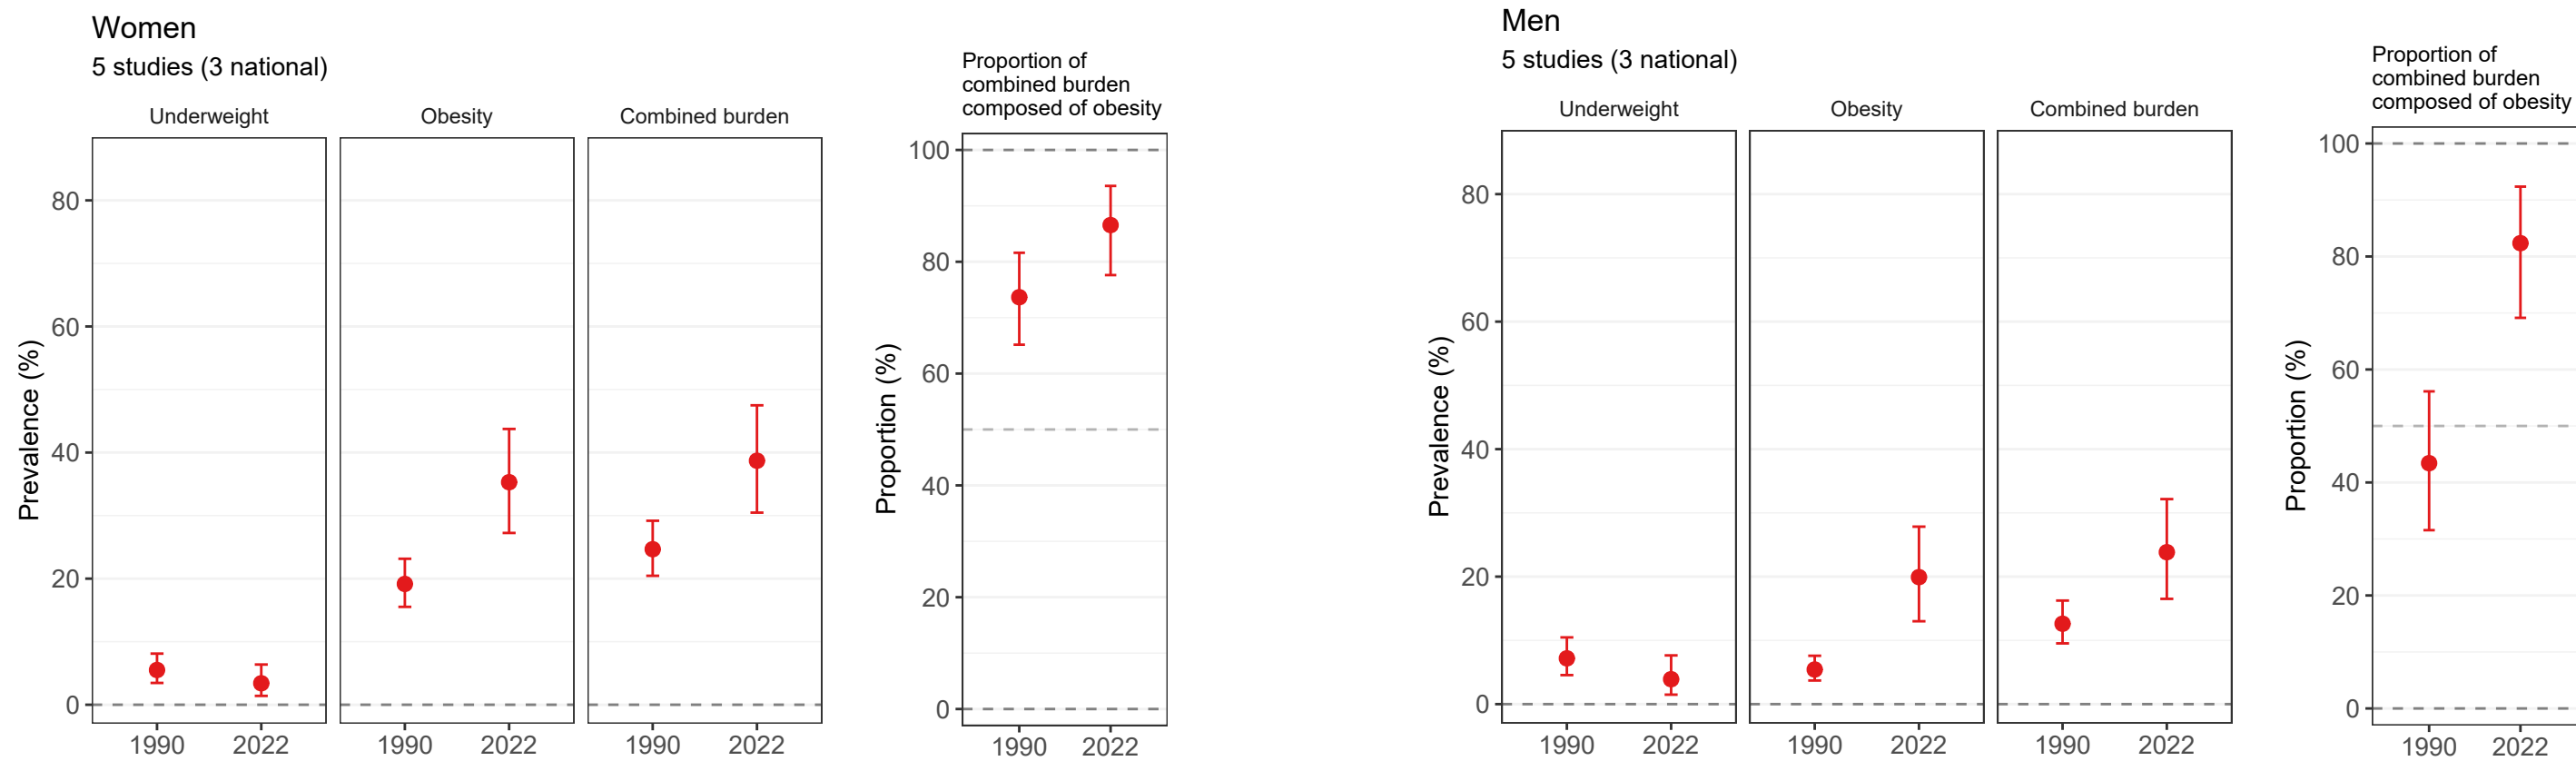 Women
5 studies (3 national)
Underweight
Obesity
Combined burden
Prevalence (%)
80
60
40
20
0
1990 2022
1990 2022
1990 2022
Proportion of
combined burden
composed of obesity
Proportion (%)
100
80
60
40
20
0
1990 2022
Men
5 studies (3 national)
Underweight
Obesity
Combined burden
Prevalence (%)
80
60
40
20
0
1990 2022
1990 2022
1990 2022
Proportion of
combined burden
composed of obesity
Proportion (%)
100
80
60
40
20
0
1990 2022